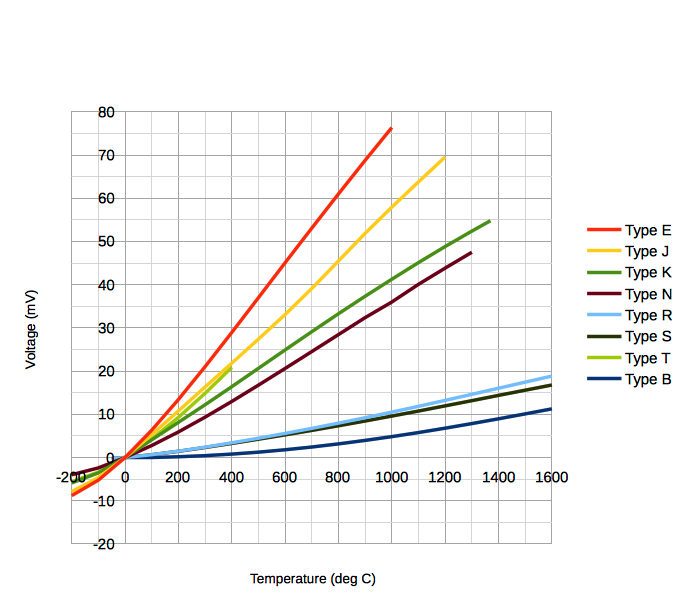 80
70
60
50
40
30
20
10
0
-10
-20
-200 0 200 400 600 800 1000 1200 1400 1600
Voltage (mV)
Temperature (deg C)
Type E
Type J
Type K
Type N
Type R
Type S
Type T
Type B